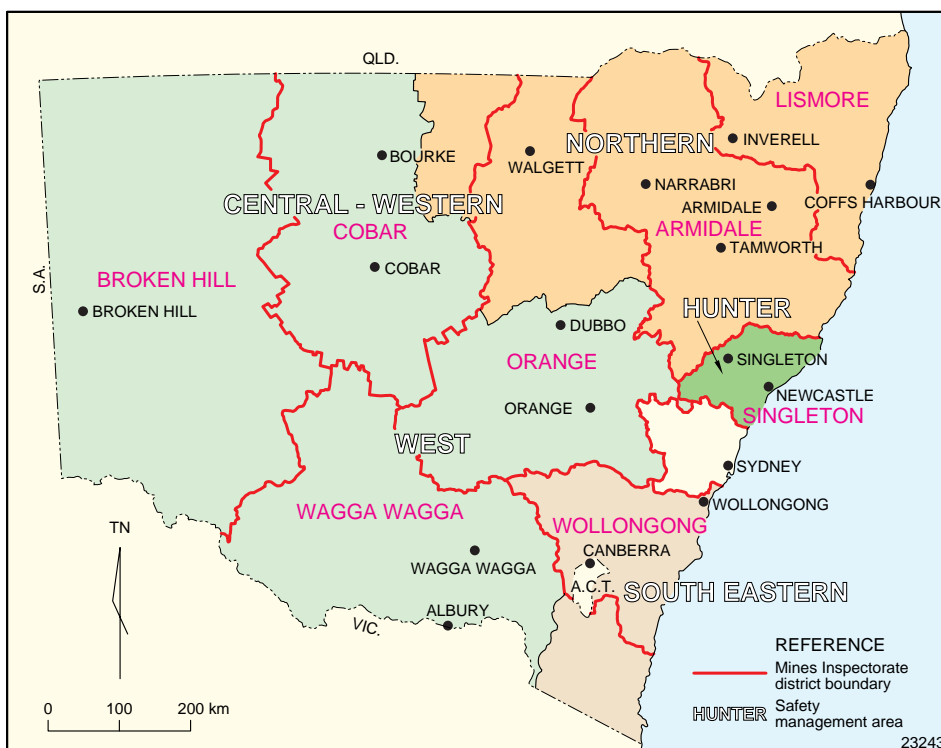 QLD.
LISMORE
NORTHERN
INVERELL
BOURKE
WALGETT
NARRABRI
COFFS HARBOUR
CENTRAL - WESTERN
ARMIDALE
ARMIDALE
COBAR
TAMWORTH
S.A.
BROKEN HILL
COBAR
BROKEN HILL
HUNTER
DUBBO
ORANGE
SINGLETON
NEWCASTLE
ORANGE
SINGLETON
WEST
SYDNEY
WOLLONGONG
WAGGA WAGGA
WOLLONGONG
TN
CANBERRA
WAGGA WAGGA
A.C.T.
SOUTH EASTERN
ALBURY
VIC.
REFERENCE
Mines Inspectorate
district boundary
0 100 200 km
HUNTER Safety
management area
23243